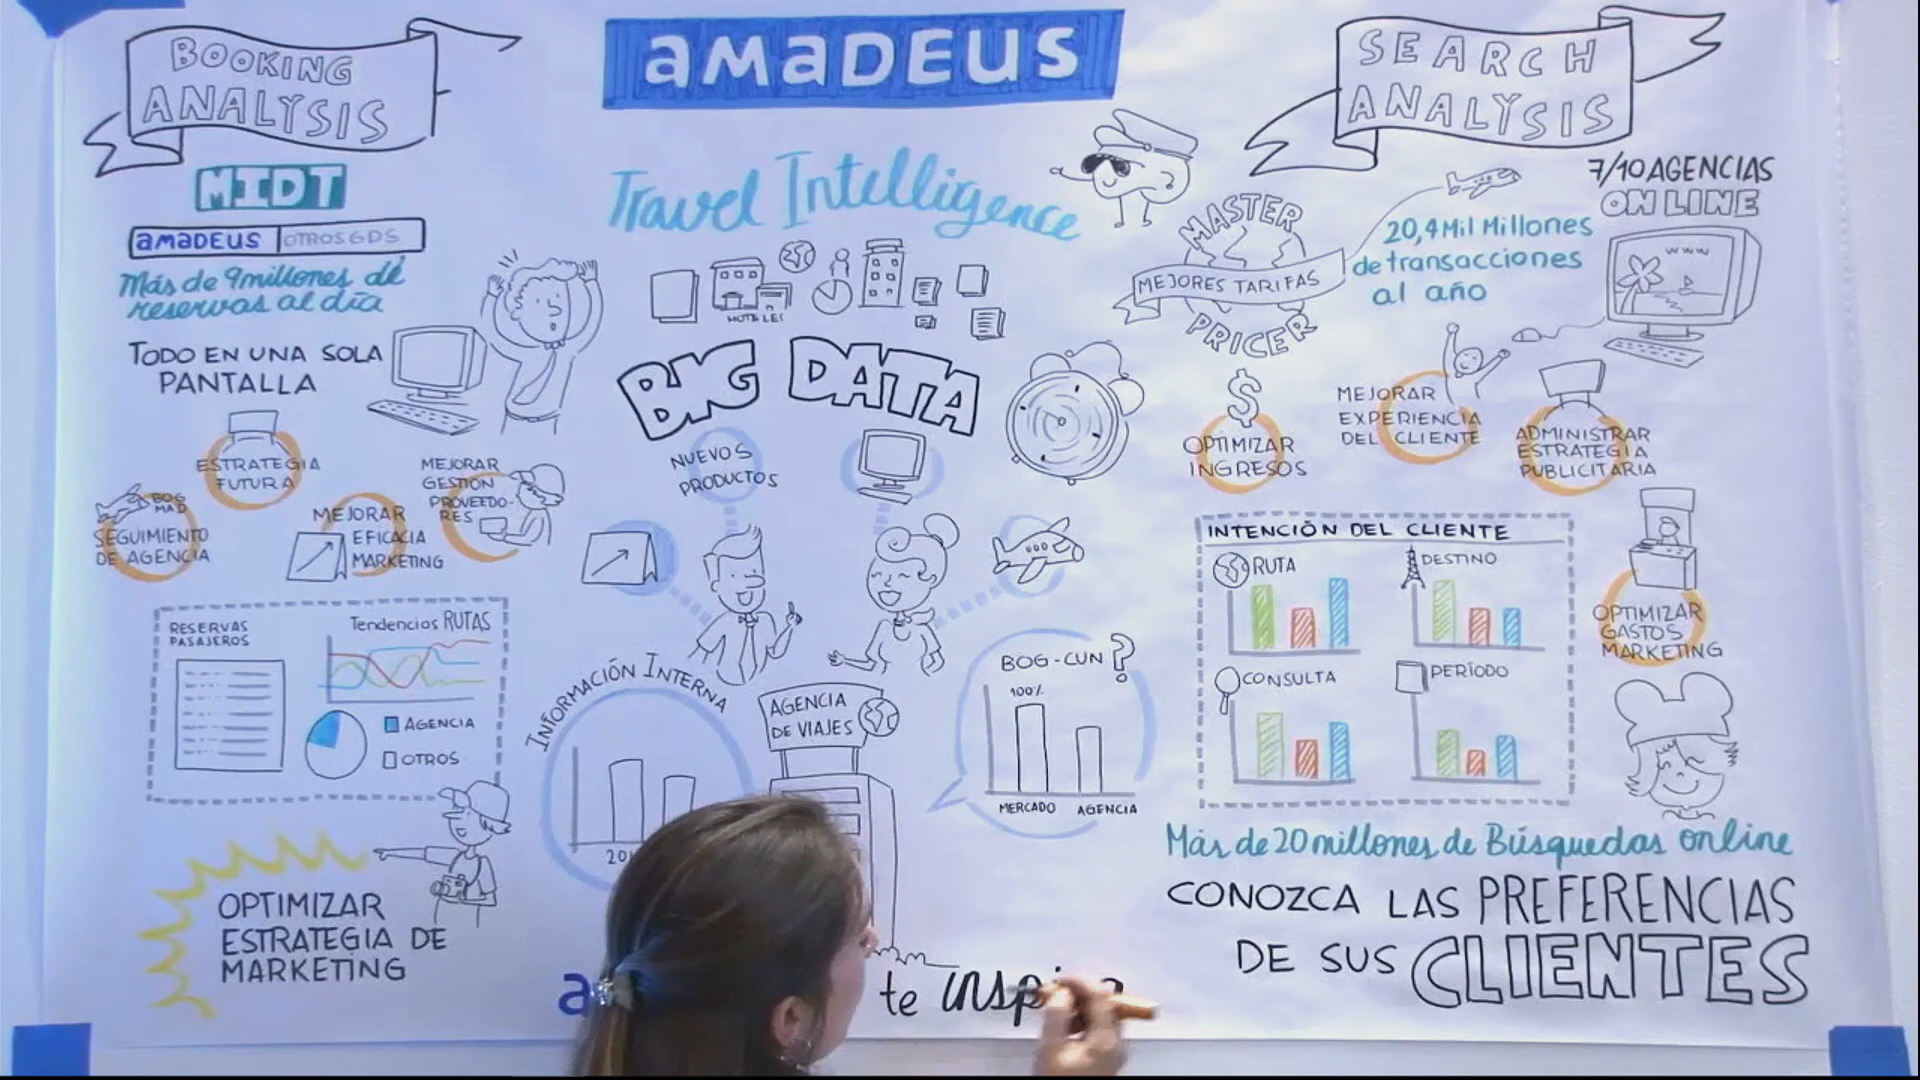 BOOKING
ANALYSIS
MIDT
amaDEUS OTROS GDS
Más de 9millones de
reservas al día
TODO EN UNA SOLA
PANTALLA
ESTRATEGIA
FUTURA
BOG
MAD
SEGUIMIENTO
DE AGENCIA
MEJORAR
EFICACIA
MARKETING
MEJORAR
GESTION
PROVEEDO-
RES
RESERVAS
PASAJEROS
Tendencias RUTAS
AGENCIA
OTROS
OPTIMIZAR
ESTRATEGIA DE
MARKETING
amaDEUS
Travel Intelligence
HOTELES
BIG DATA
NUEVOS
PRODUCTOS
INFORMACIÓN INTERNA
AGENCIA
DE VIAJES
BOG-CUN?
100%
MERCADO AGENCIA
te
SEARCH
ANALYSIS
MASTER
MEJORES TARIFAS
PRICER
20,4 Mil Millones
de transacciones
al año
7/10 AGENCIAS
ON LINE
www
$
OPTIMIZAR
INGRESOS
MEJORAR
EXPERIENCIA
DEL CLIENTE
ADMINISTRAR
ESTRATEGIA
PUBLICITARIA
INTENCIÓN DEL CLIENTE
RUTA
DESTINO
CONSULTA
PERÍODO
OPTIMIZAR
GASTOS
MARKETING
Más de 20 millones de Búsquedas online
CONOZCA LAS PREFERENCIAS
DE SUS CLIENTES